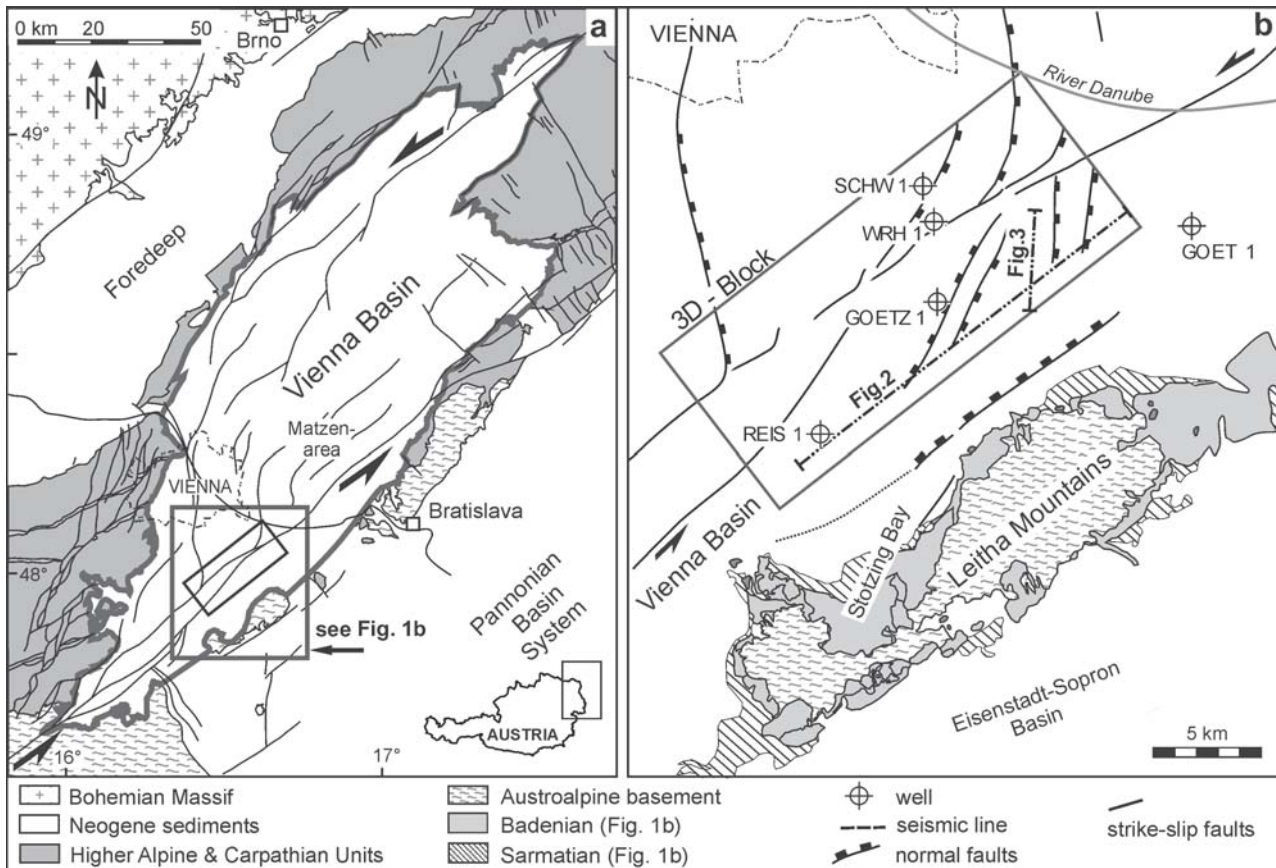 0 km 20 50
a
Brno
N
49°
Foredeep
Vienna Basin
Matzen-
area
VIENNA
Bratislava
48°
see Fig. 1b
Pannonian
Basin
System
AUSTRIA
16°
17°
b
VIENNA
River Danube
SCHW 1
WRH 1
GOET 1
Fig.3
3D - Block
GOETZ 1
Fig.2
REIS 1
Vienna Basin
Stotzing Bay
Leitha Mountains
Eisenstadt-Sopron
Basin
5 km
Bohemian Massif
Neogene sediments
Higher Alpine & Carpathian Units
Austroalpine basement
Badenian (Fig. 1b)
Sarmatian (Fig. 1b)
well
seismic line
normal faults
strike-slip faults